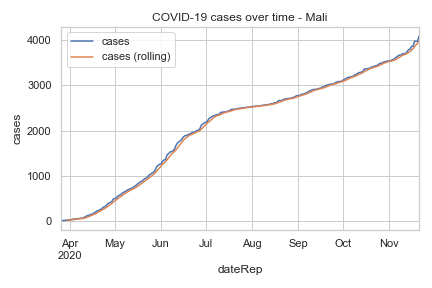 COVID-19 cases over time - Mali
cases
cases (rolling)
4000
3000
2000
1000
0
cases
Apr May Jun Jul Aug Sep Oct Nov
2020
dateRep